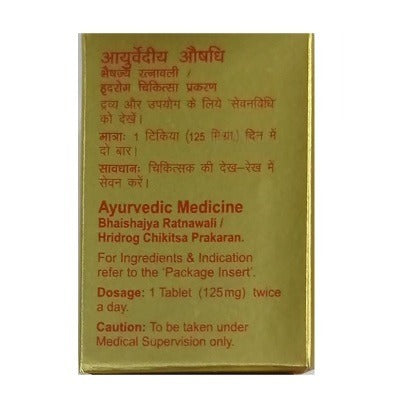 आयुर्वेदीय औषधि
भैषज्य रत्नावली /
हृदरोग चिकित्सा प्रकरण
द्रव्य और उपयोग के लिये सेवनविधि
को देखें।
मात्राः 1 टिकिया (125 मि.ग्रा.) दिन में
दो बार।
सावधानः चिकित्सक की देख-रेख में
सेवन करें।
Ayurvedic Medicine
Bhaishajya Ratnawali /
Hridrog Chikitsa Prakaran.
For Ingredients & Indication
refer to the 'Package Insert'.
Dosage: 1 Tablet (125mg) twice
a day.
Caution: To be taken under
Medical Supervision only.